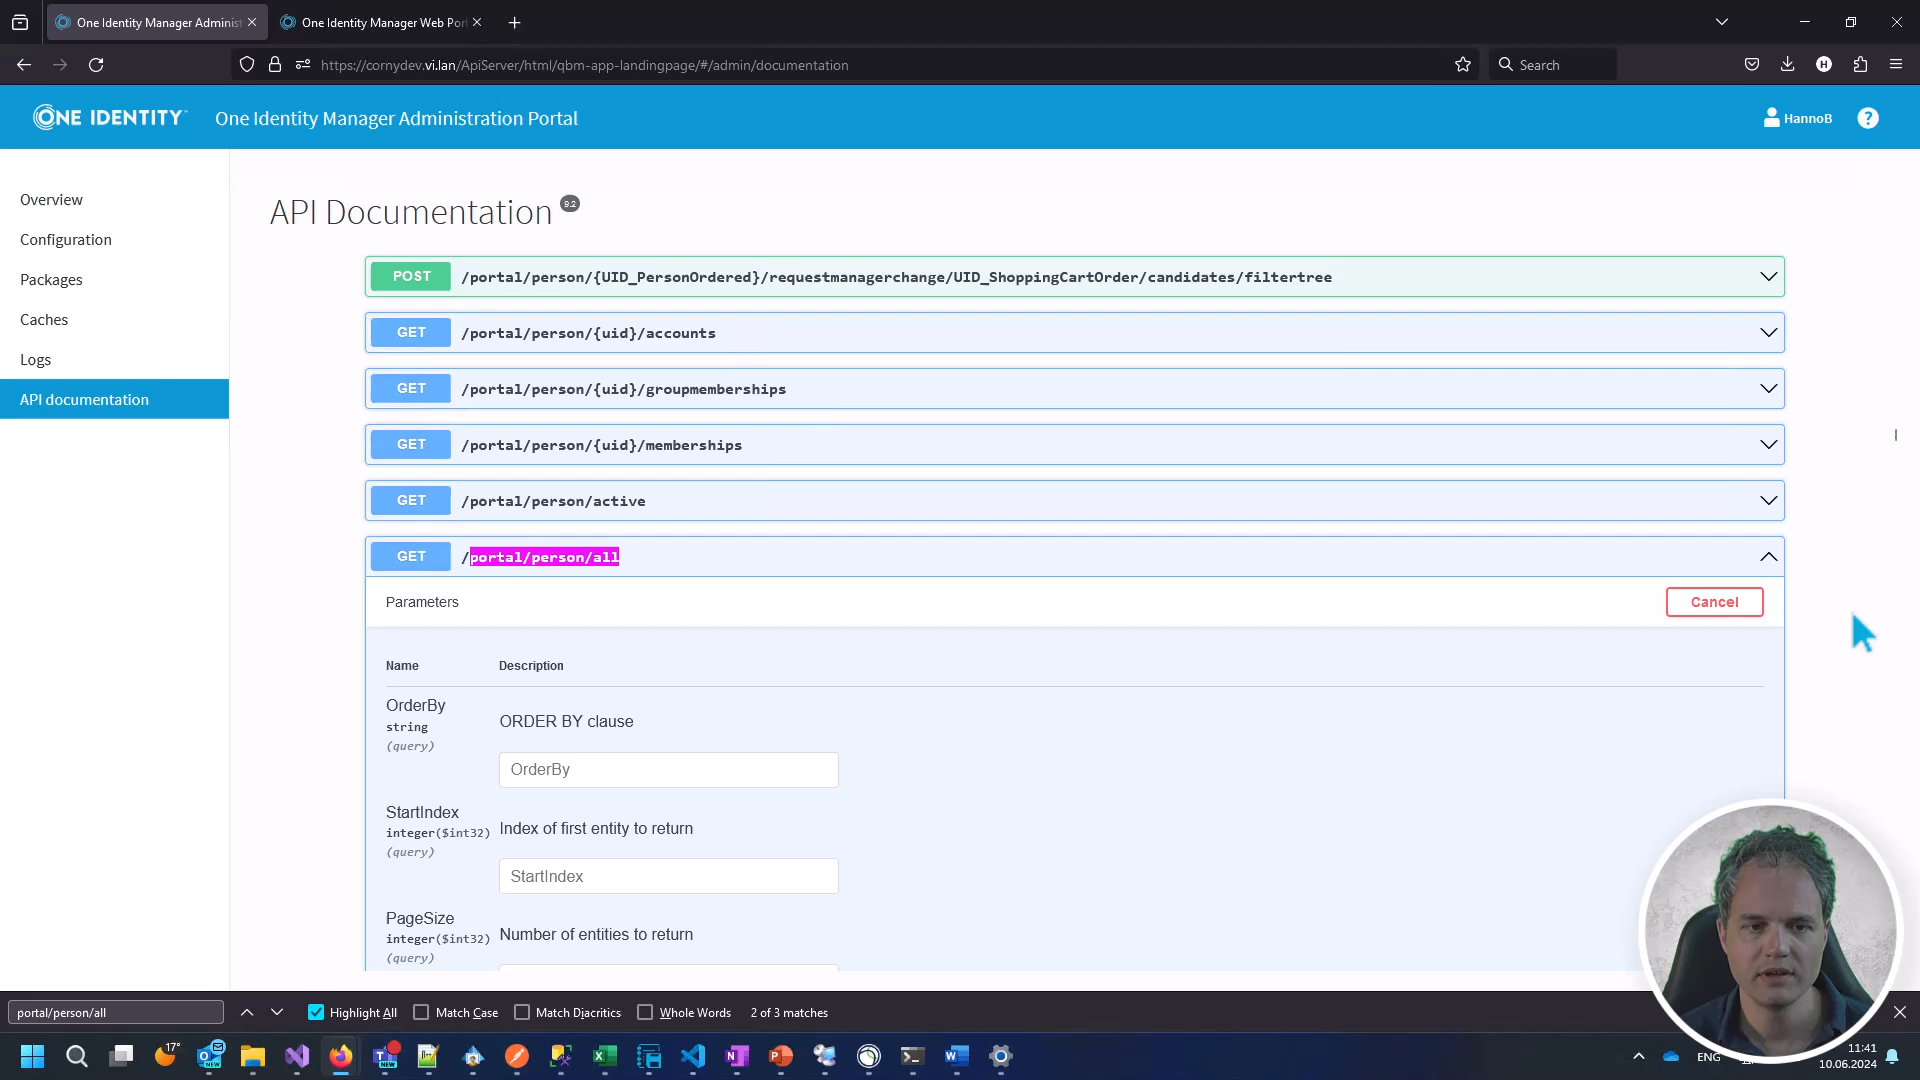 One Identity Manager Administ
One Identity Manager Web Por
https://cornydev.vi.lan/ApiServer/html/qbm-app-landingpage/#/admin/documentation
Search
ONE IDENTITY
One Identity Manager Administration Portal
HannoB
?
Overview
Configuration
Packages
Caches
Logs
API documentation
API Documentation 9.2
POST /portal/person/{UID_PersonOrdered}/requestmanagerchange/UID_ShoppingCartOrder/candidates/filtertree
GET /portal/person/{uid}/accounts
GET /portal/person/{uid}/groupmemberships
GET /portal/person/{uid}/memberships
GET /portal/person/active
GET /portal/person/all
Parameters
Cancel
Name Description
OrderBy
string
(query)
ORDER BY clause
OrderBy
StartIndex
integer($int32)
(query)
Index of first entity to return
StartIndex
PageSize
integer($int32)
(query)
Number of entities to return
portal/person/all
Highlight All
Match Case
Match Diacritics
Whole Words
2 of 3 matches
17°
NEW
NEW
ENG
11:41
10.06.2024